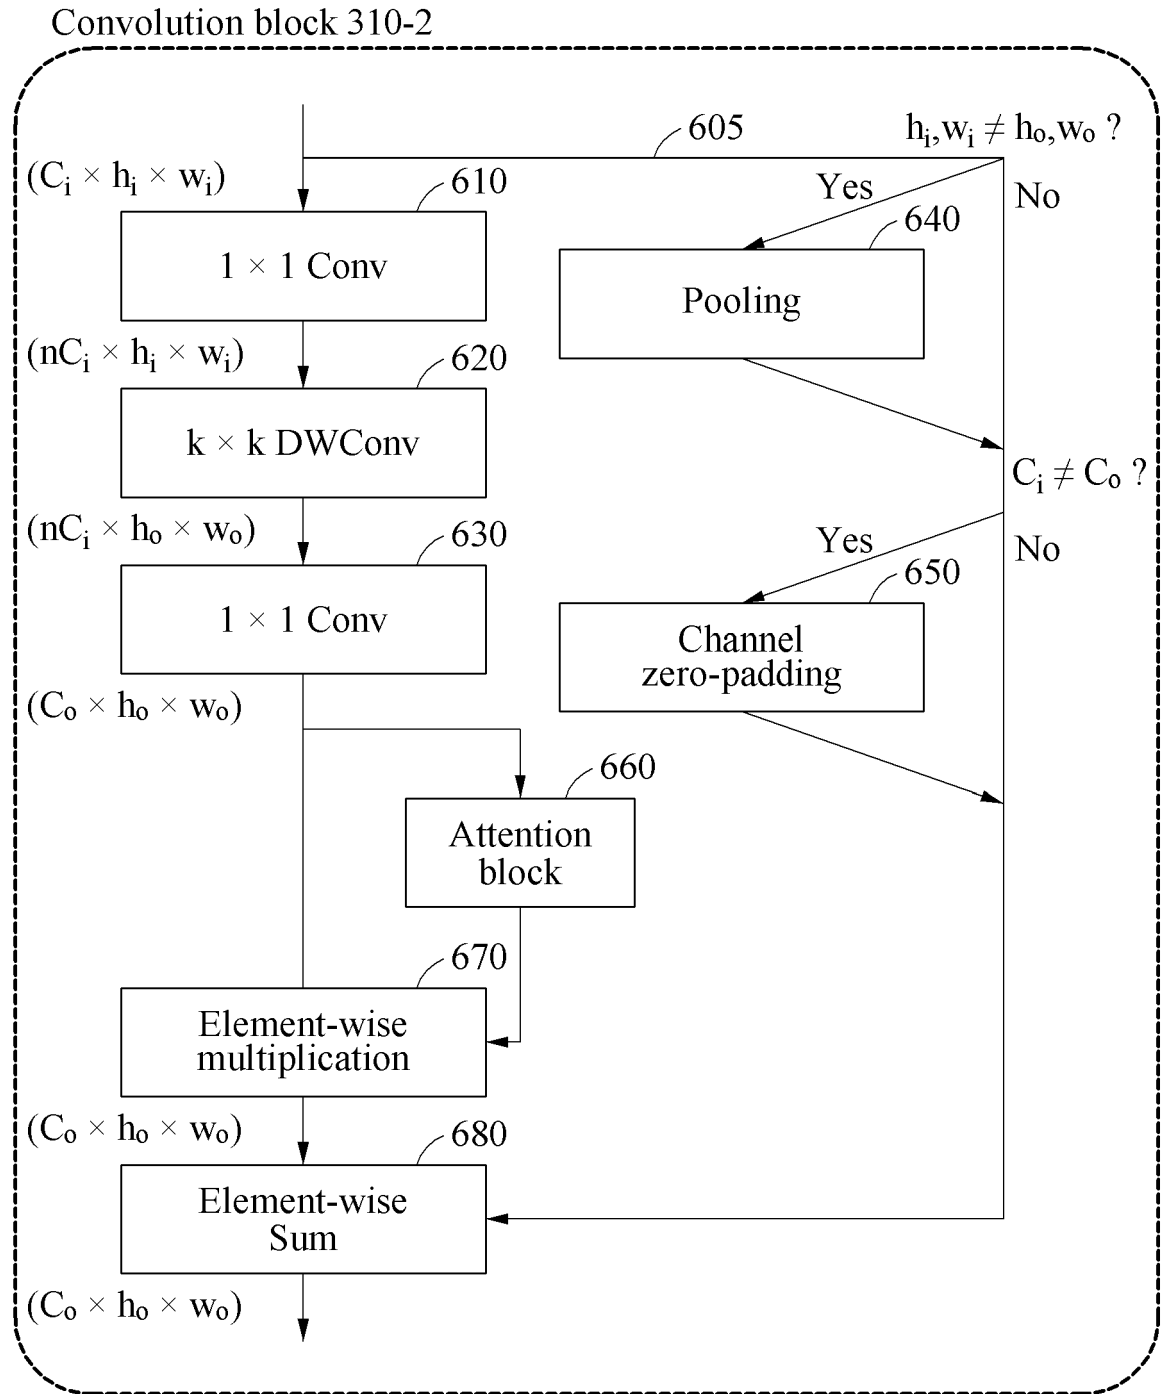 Convolution block 310-2
605
hᵢ,wᵢ ≠ hₒ,wₒ ?
(Cᵢ × hᵢ × wᵢ)
610
Yes
No
640
1 × 1 Conv
Pooling
(nCᵢ × hᵢ × wᵢ)
620
k × k DWConv
Cᵢ ≠ Cₒ ?
(nCᵢ × hₒ × wₒ)
630
Yes
No
650
1 × 1 Conv
Channel
zero-padding
(Cₒ × hₒ × wₒ)
660
Attention
block
670
Element-wise
multiplication
(Cₒ × hₒ × wₒ)
680
Element-wise
Sum
(Cₒ × hₒ × wₒ)